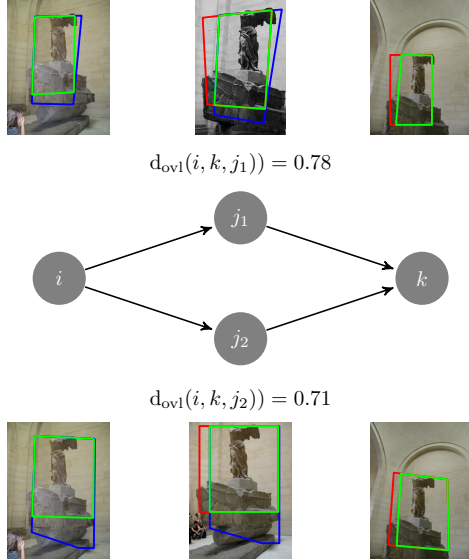 d_ovl(i, k, j_1)) = 0.78
j_1
i
k
j_2
d_ovl(i, k, j_2)) = 0.71